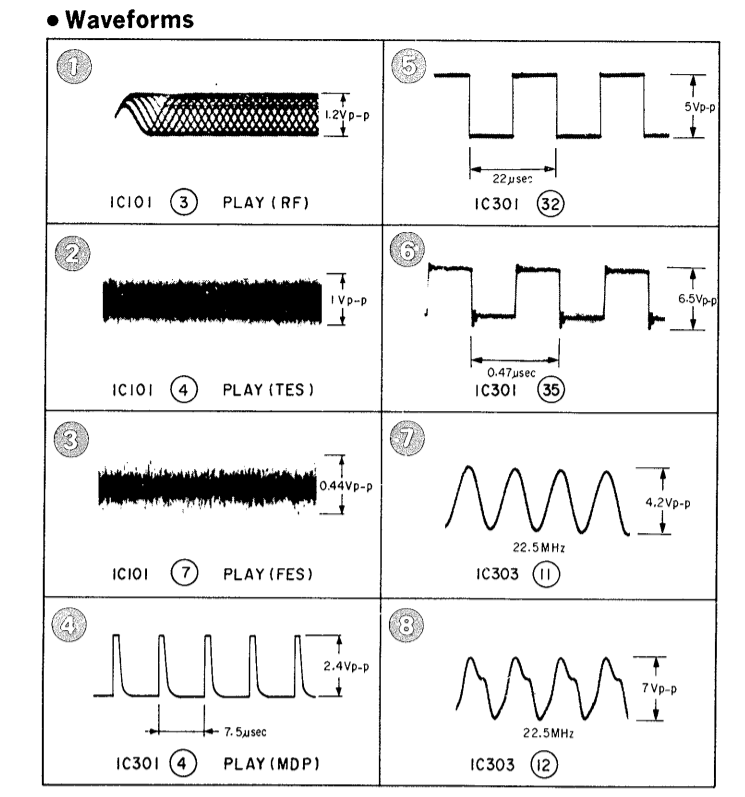 • Waveforms
1
1.2Vp-p
IC101 3 PLAY (RF)
2
1Vp-p
IC101 4 PLAY (TES)
3
0.44Vp-p
IC101 7 PLAY (FES)
4
2.4Vp-p
7.5µsec
IC301 4 PLAY (MDP)
5
5Vp-p
22µsec
IC301 32
6
6.5Vp-p
0.47µsec
IC301 35
7
4.2Vp-p
22.5MHz
IC303 11
8
7Vp-p
22.5MHz
IC303 12